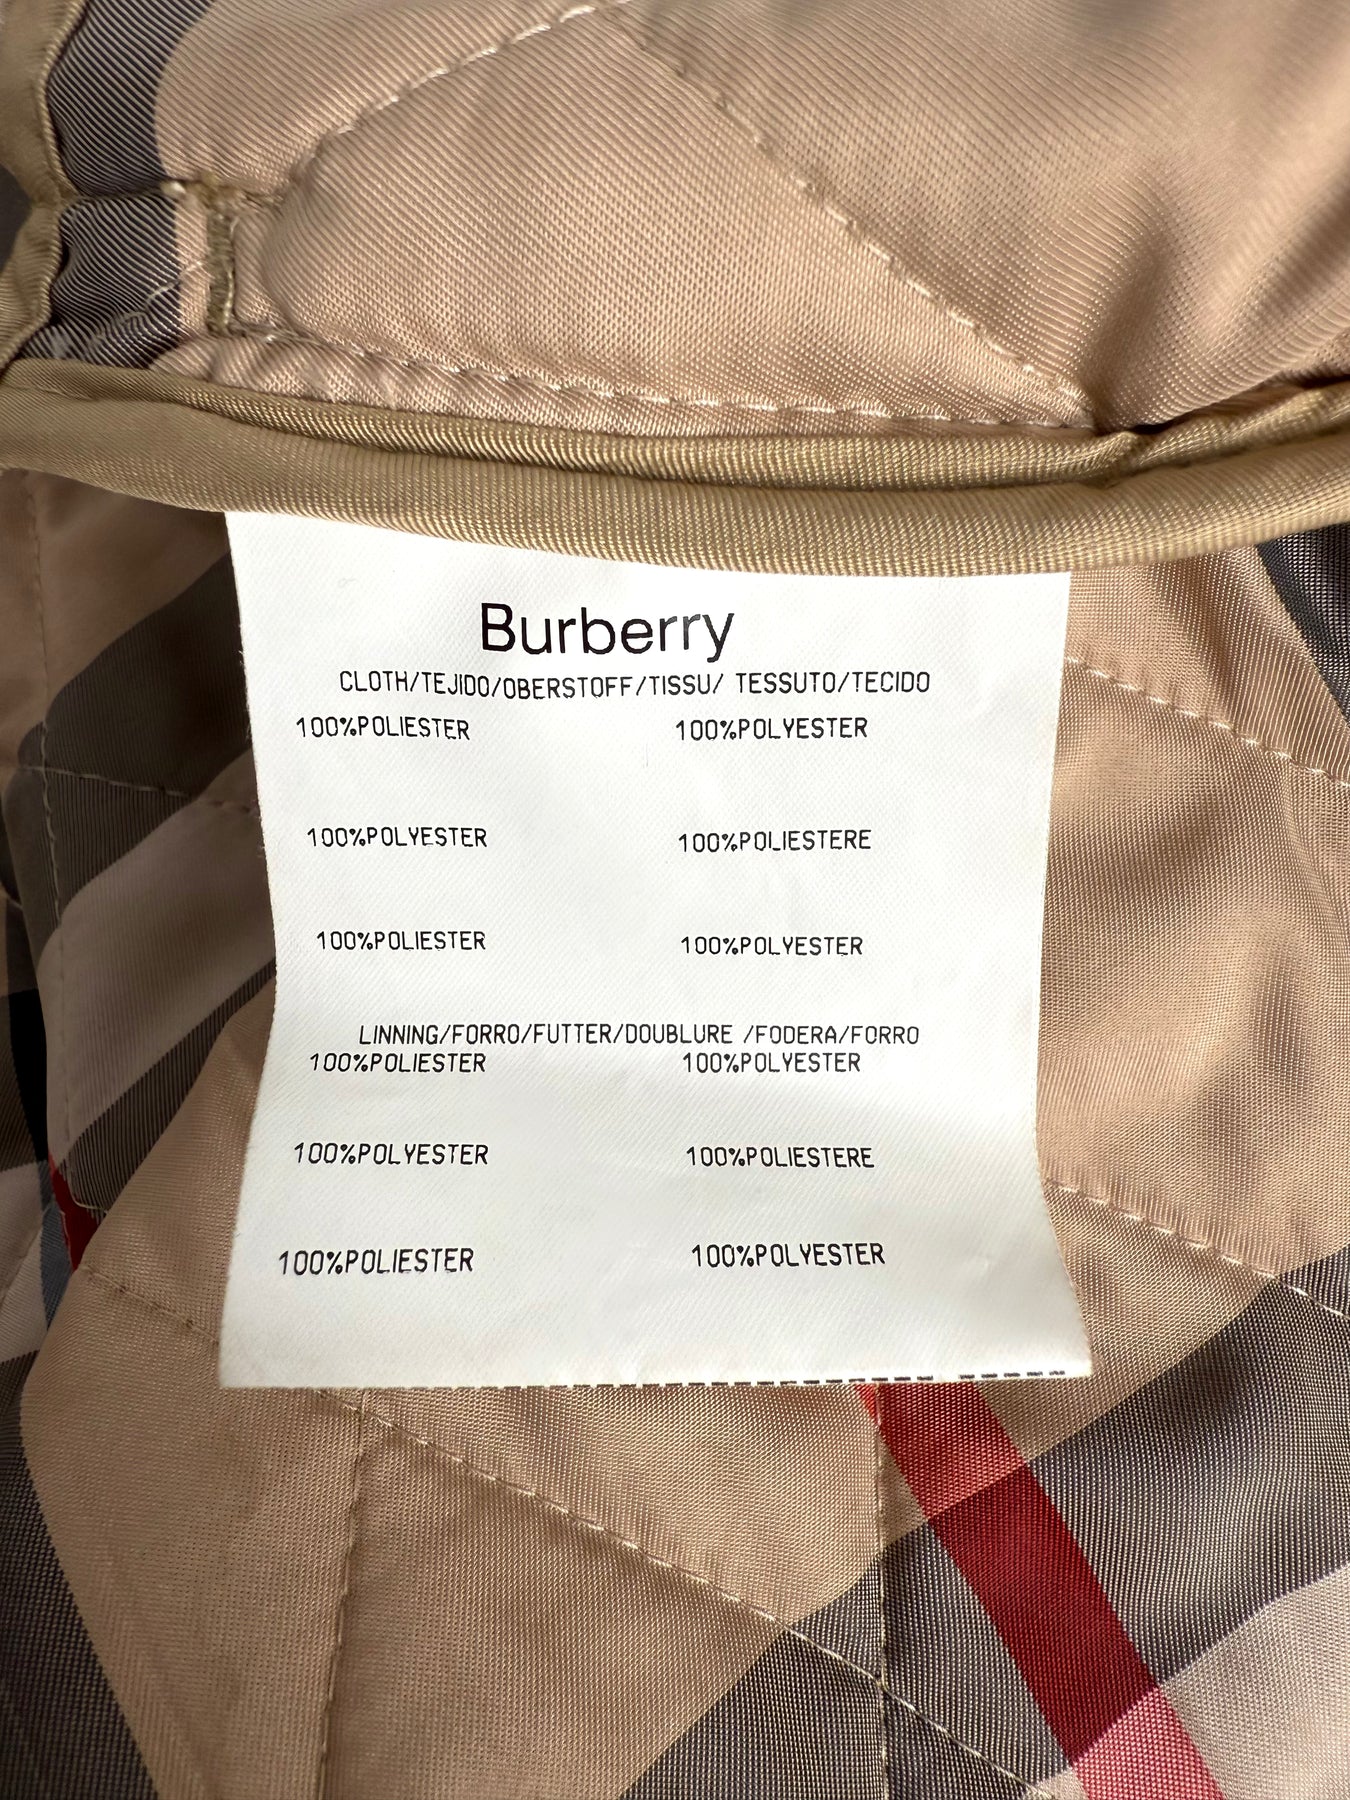 Burberry
CLOTH/TEJIDO/OBERSTOFF/TISSU/ TESSUTO/TECIDO
100%POLIESTER 100%POLYESTER
100%POLYESTER 100%POLIESTERE
100%POLIESTER 100%POLYESTER
LINNING/FORRO/FUTTER/DOUBLURE /FODERA/FORRO
100%POLIESTER 100%POLYESTER
100%POLYESTER 100%POLIESTERE
100%POLIESTER 100%POLYESTER